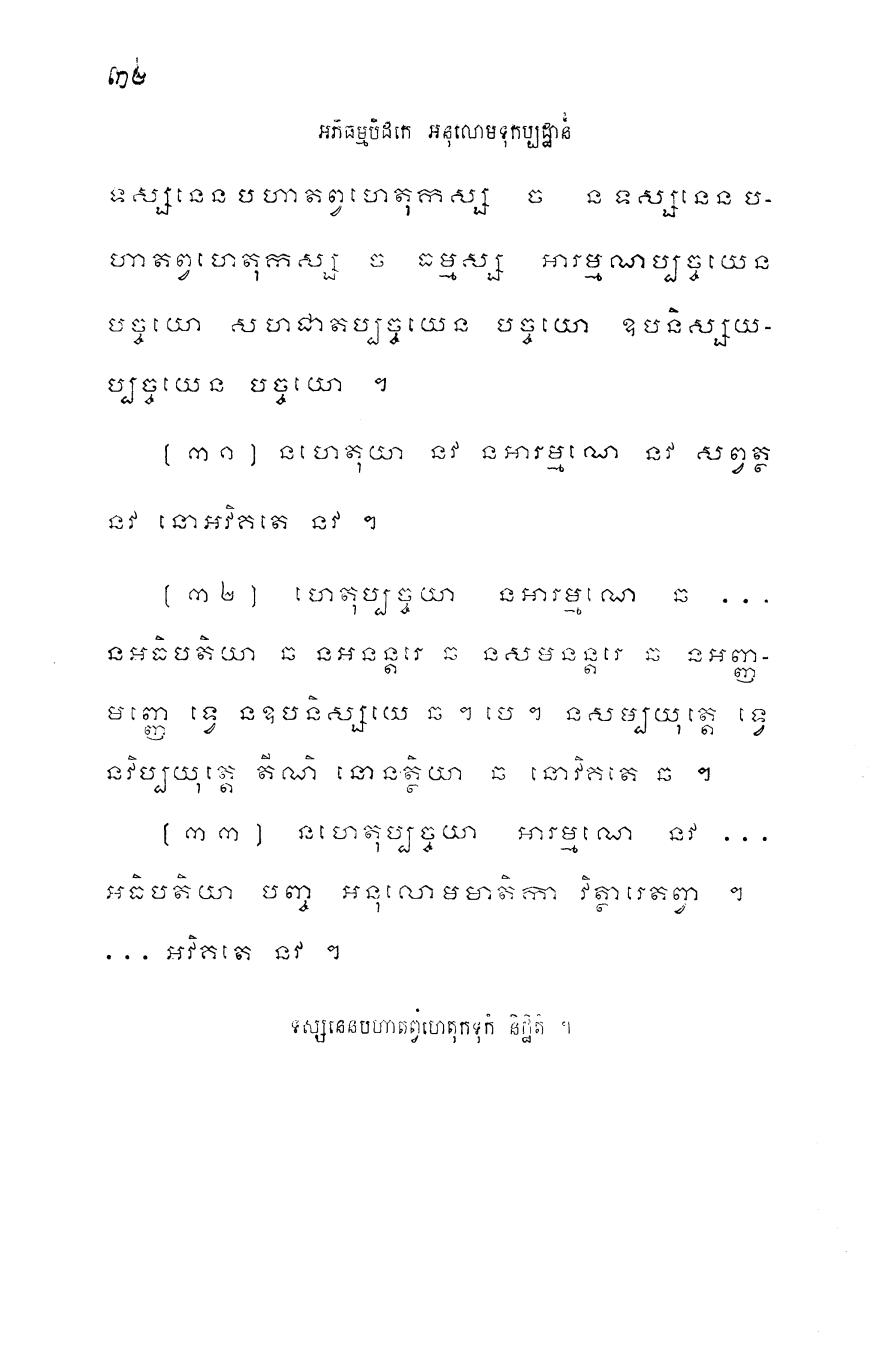 ៣៤
អភិធម្មបិដកេ អនុលោមទុកប្បដ្ឋានំ
ទស្សនេនបហាតព្វហេតុកស្ស ច ន ទស្សនេន ប-
ហាតព្វហេតុកស្ស ច ធម្មស្ស អារម្មណប្បច្ចយេន
បច្ចយោ សហជាតប្បច្ចយេន បច្ចយោ ឧបនិស្សយ-
ប្បច្ចយេន បច្ចយោ ។
[ ៣១ ] នហេតុយា នវ នអារម្មណេ នវ សព្វត្ថ
នវ នោអវិគតេ នវ ។
[ ៣២ ] ហេតុប្បច្ចយា នអារម្មណេ ឆ ...
នអធិបតិយា ឆ នអនន្តរេ ឆ នសមនន្តរេ ឆ នអញ្ញ-
មញ្ញេ ទ្វេ នឧបនិស្សយេ ឆ ។ បេ ។ នសម្បយុត្តេ ទ្វេ
នវិប្បយុត្តេ តីណិ នោនត្ថិយា ឆ នោវិគតេ ឆ ។
[ ៣៣ ] នហេតុប្បច្ចយា អារម្មណេ នវ ...
អធិបតិយា បញ្ច អនុលោមមាតិកា វិត្ថារេតព្វា ។
... អវិគតេ នវ ។
ទស្សនេនបហាតព្វហេតុកទុកំ និដ្ឋិតំ ។